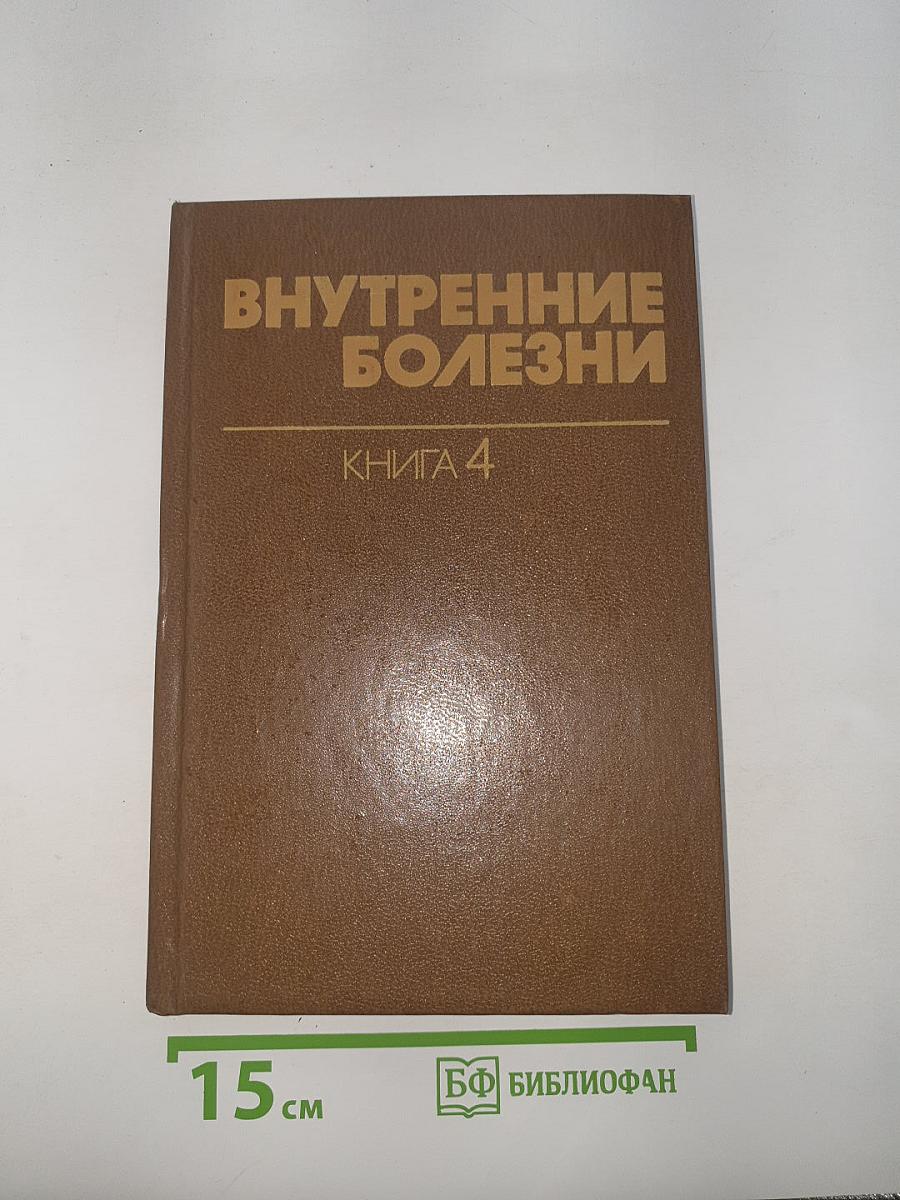 ВНУТРЕННИЕ
БОЛЕЗНИ
КНИГА 4
15 см
БФ БИБЛИОФАН